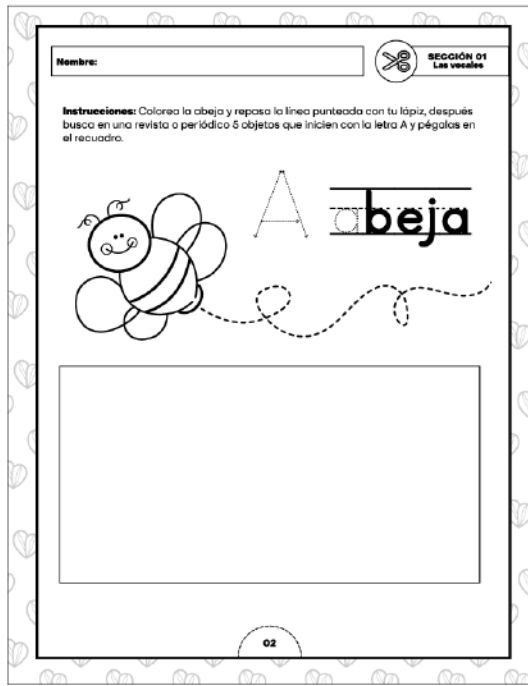 Nombre:
SECCIÓN 01
Las vocales
Instrucciones: Colorea la abeja y repasa la línea punteada con tu lápiz, después
busca en una revista o periódico 5 objetos que inicien con la letra A y pégalas en
el recuadro.
A
abeja
02